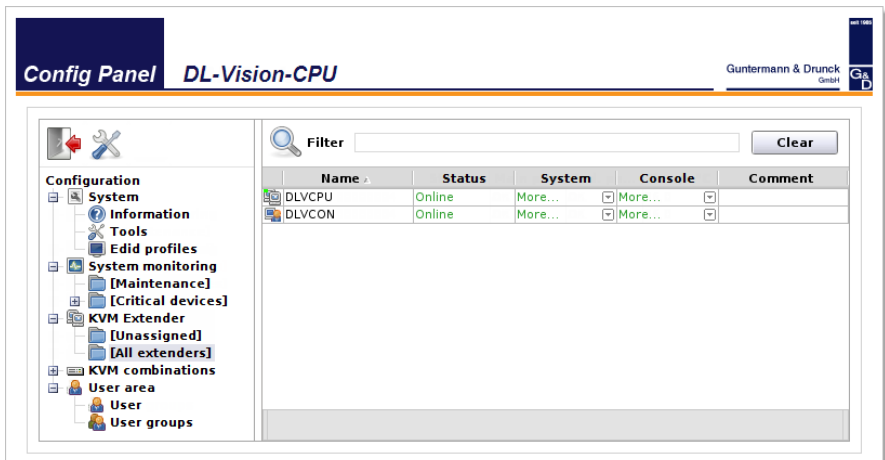 seit 1985
Config Panel DL-Vision-CPU
Guntermann & Drunck
GmbH
G&D
Filter Clear
Configuration
System
Information
Tools
Edid profiles
System monitoring
[Maintenance]
[Critical devices]
KVM Extender
[Unassigned]
[All extenders]
KVM combinations
User area
User
User groups
Name Status System Console Comment
DLVCPU Online More... More...
DLVCON Online More... More...